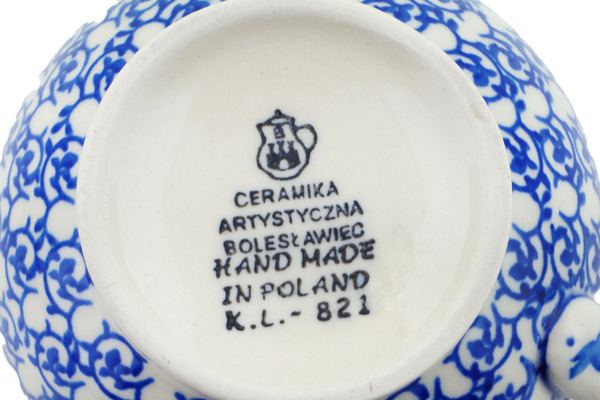 CERAMIKA
ARTYSTYCZNA
BOLESŁAWIEC
HAND MADE
IN POLAND
K.L.- 821